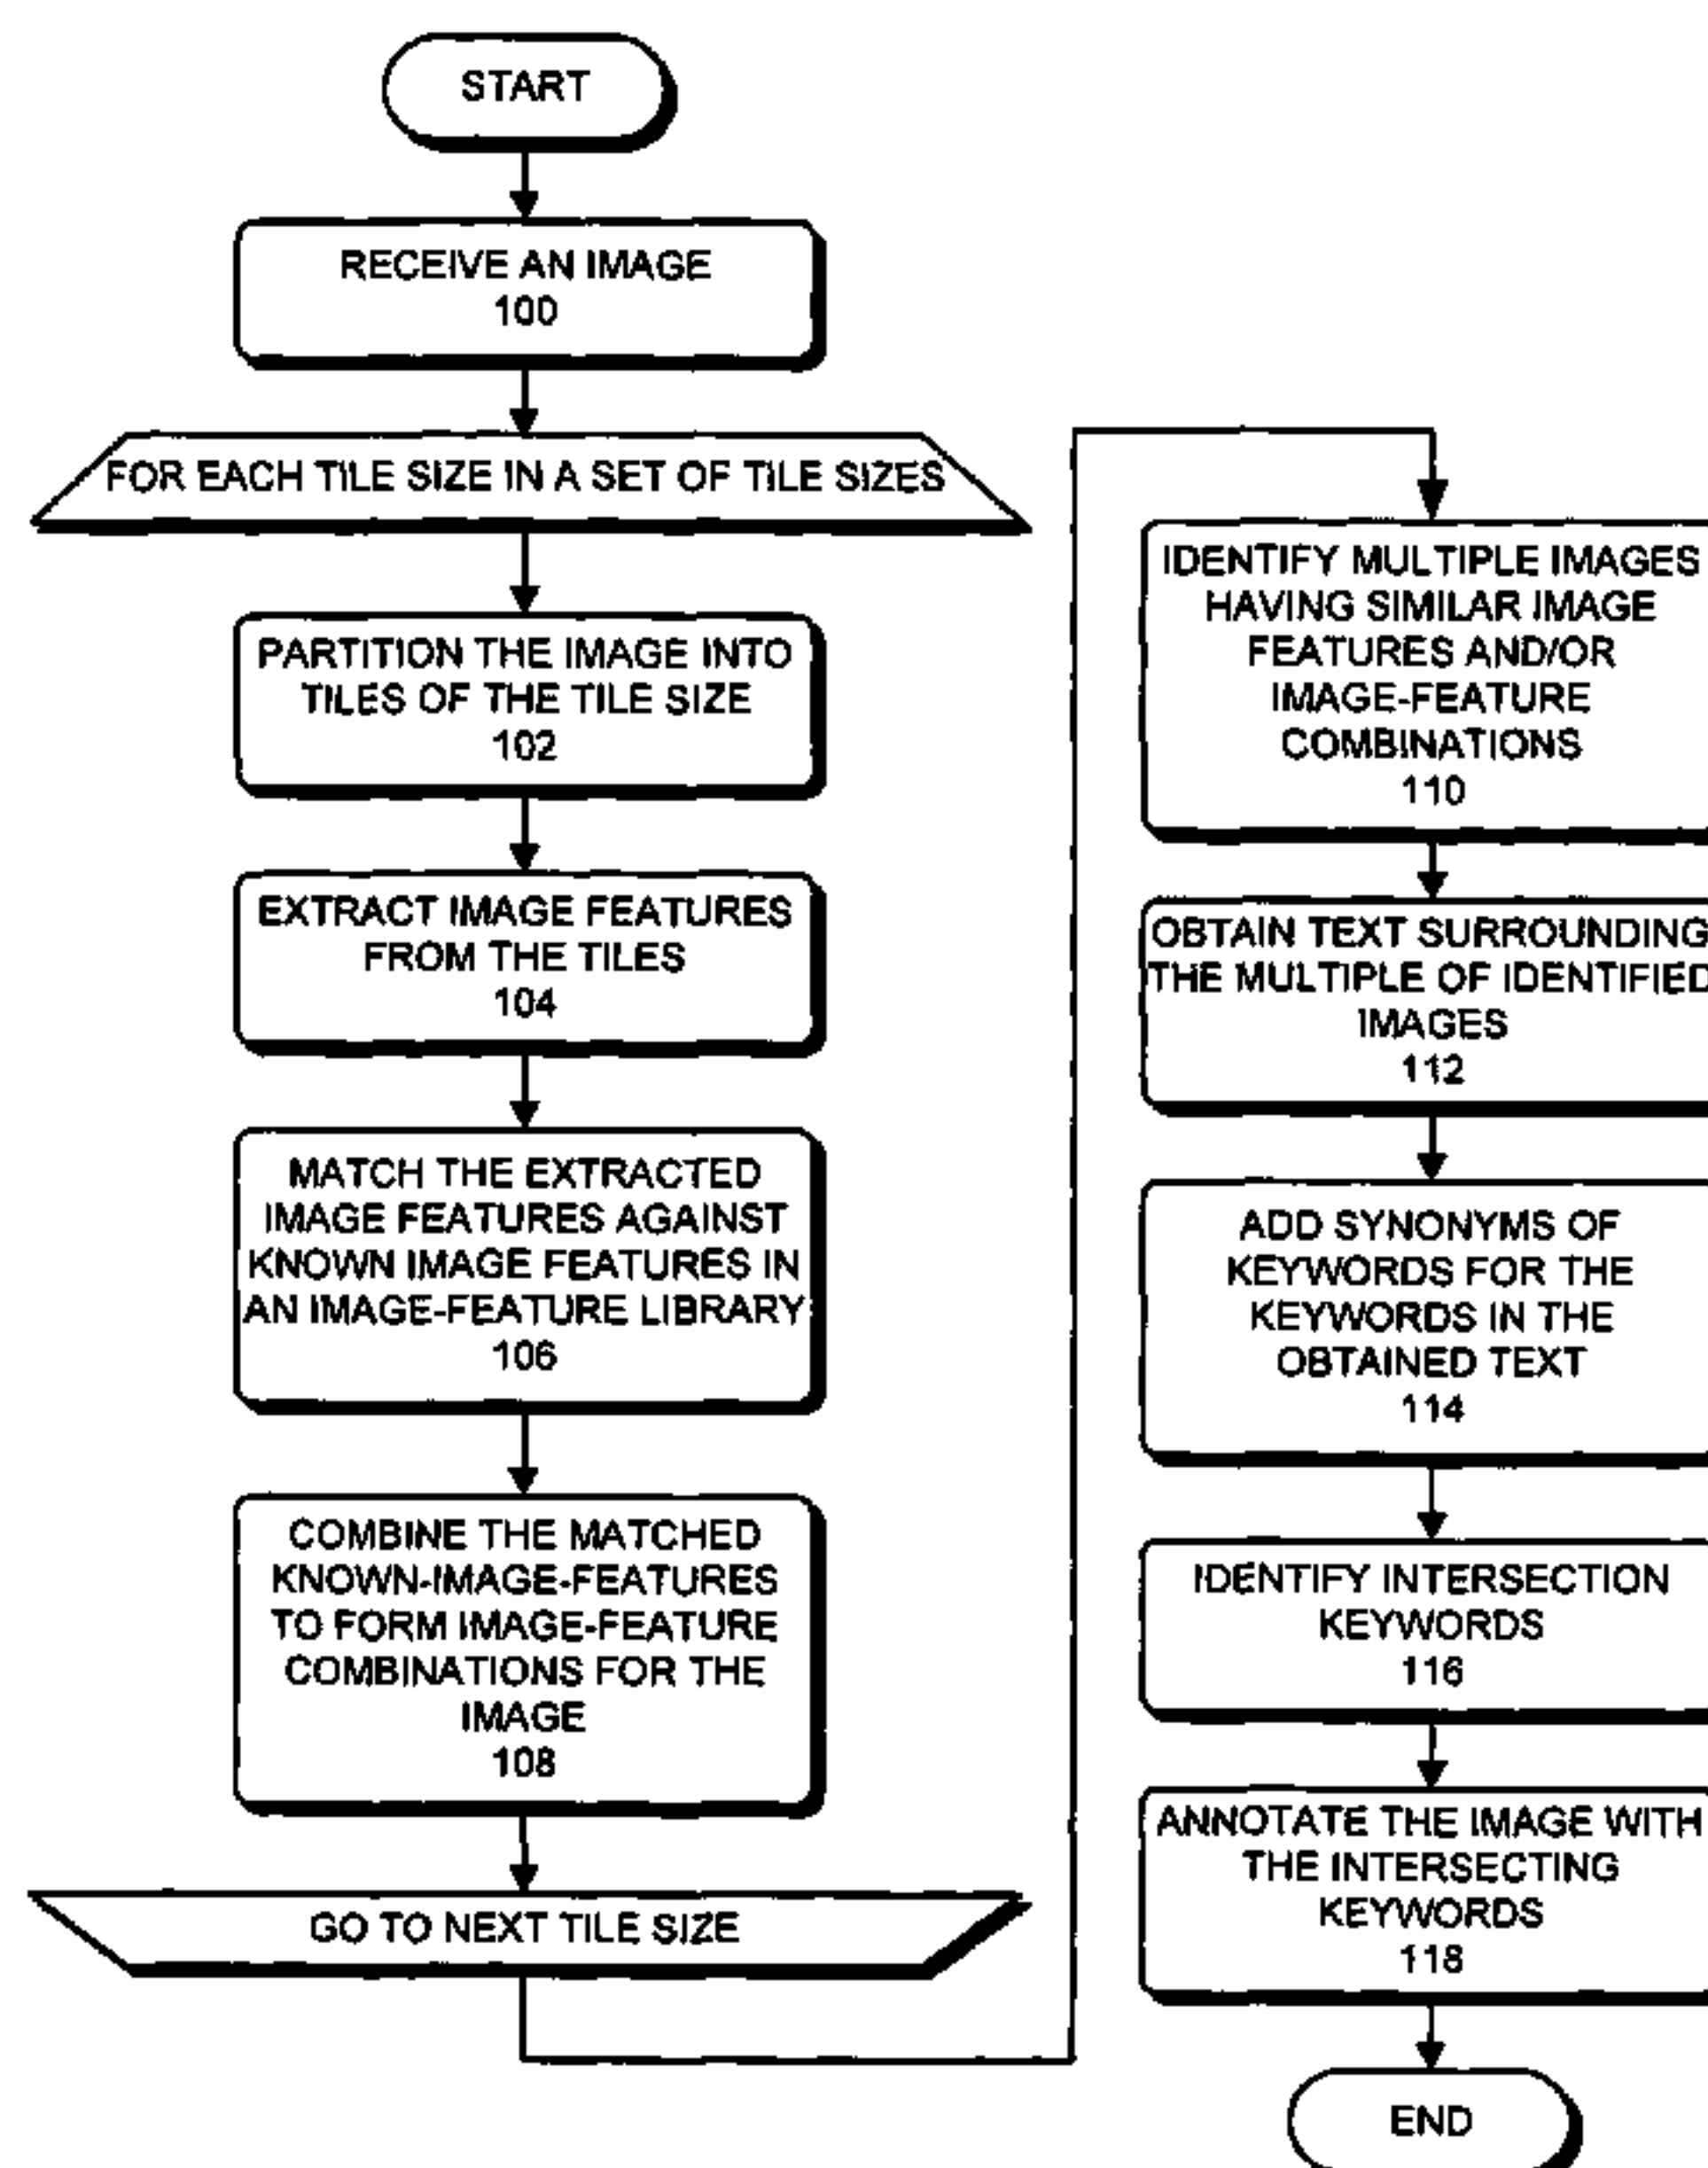 START
RECEIVE AN IMAGE
100
FOR EACH TILE SIZE IN A SET OF TILE SIZES
PARTITION THE IMAGE INTO
TILES OF THE TILE SIZE
102
EXTRACT IMAGE FEATURES
FROM THE TILES
104
MATCH THE EXTRACTED
IMAGE FEATURES AGAINST
KNOWN IMAGE FEATURES IN
AN IMAGE-FEATURE LIBRARY
106
COMBINE THE MATCHED
KNOWN-IMAGE-FEATURES
TO FORM IMAGE-FEATURE
COMBINATIONS FOR THE
IMAGE
108
GO TO NEXT TILE SIZE
IDENTIFY MULTIPLE IMAGES
HAVING SIMILAR IMAGE
FEATURES AND/OR
IMAGE-FEATURE
COMBINATIONS
110
OBTAIN TEXT SURROUNDING
THE MULTIPLE OF IDENTIFIED
IMAGES
112
ADD SYNONYMS OF
KEYWORDS FOR THE
KEYWORDS IN THE
OBTAINED TEXT
114
IDENTIFY INTERSECTION
KEYWORDS
116
ANNOTATE THE IMAGE WITH
THE INTERSECTING
KEYWORDS
118
END